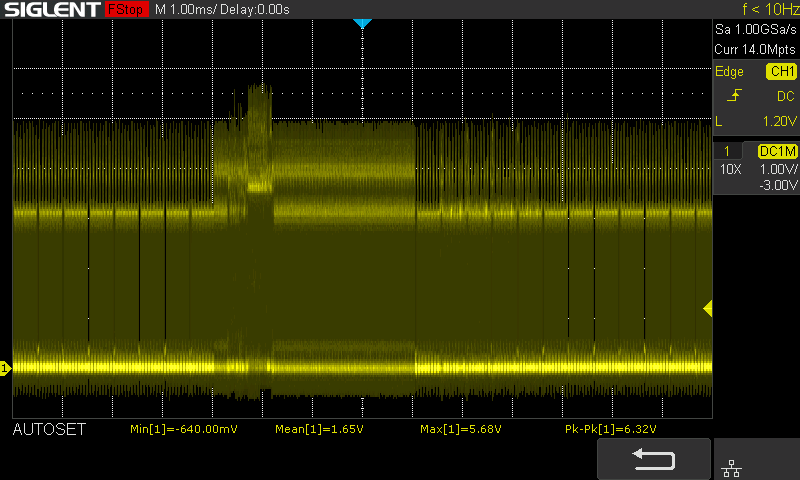 SIGLENT FStop M 1.00ms/ Delay:0.00s f < 10Hz
Sa 1.00GSa/s
Curr 14.0Mpts
Edge CH1
DC
L 1.20V
1 DC1M
10X 1.00V/
-3.00V
1
AUTOSET Min[1]=-640.00mV Mean[1]=1.65V Max[1]=5.68V Pk-Pk[1]=6.32V